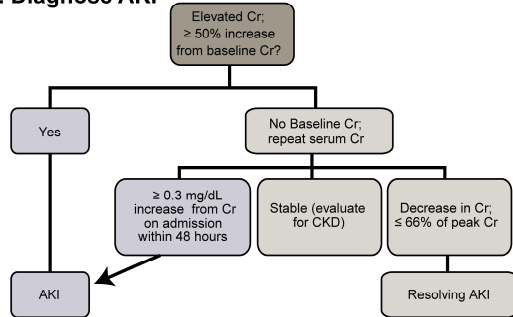 Diagnose AKI
Elevated Cr;
≥ 50% increase
from baseline Cr?
Yes
No Baseline Cr;
repeat serum Cr
≥ 0.3 mg/dL
increase from Cr
on admission
within 48 hours
Stable (evaluate
for CKD)
Decrease in Cr;
≤ 66% of peak Cr
AKI
Resolving AKI